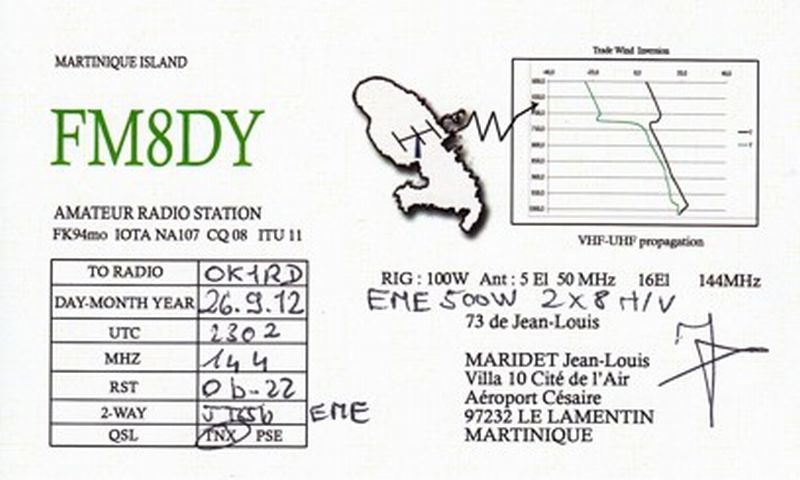 Trade Wind Inversion
MARTINIQUE ISLAND
FM8DY
AMATEUR RADIO STATION
FK94mo IOTA NA107 CQ 08 ITU 11
VHF-UHF propagation
TO RADIO OK1RD
DAY-MONTH YEAR 26.9.12
UTC 2302
MHZ 144
RST Ob-22
2-WAY JT65b EME
QSL TNX PSE
RIG : 100W Ant : 5 El 50 MHz 16El 144MHz
EME 500W 2X8 H/V
73 de Jean-Louis
MARIDET Jean-Louis
Villa 10 Cité de l'Air
Aéroport Césaire
97232 LE LAMENTIN
MARTINIQUE